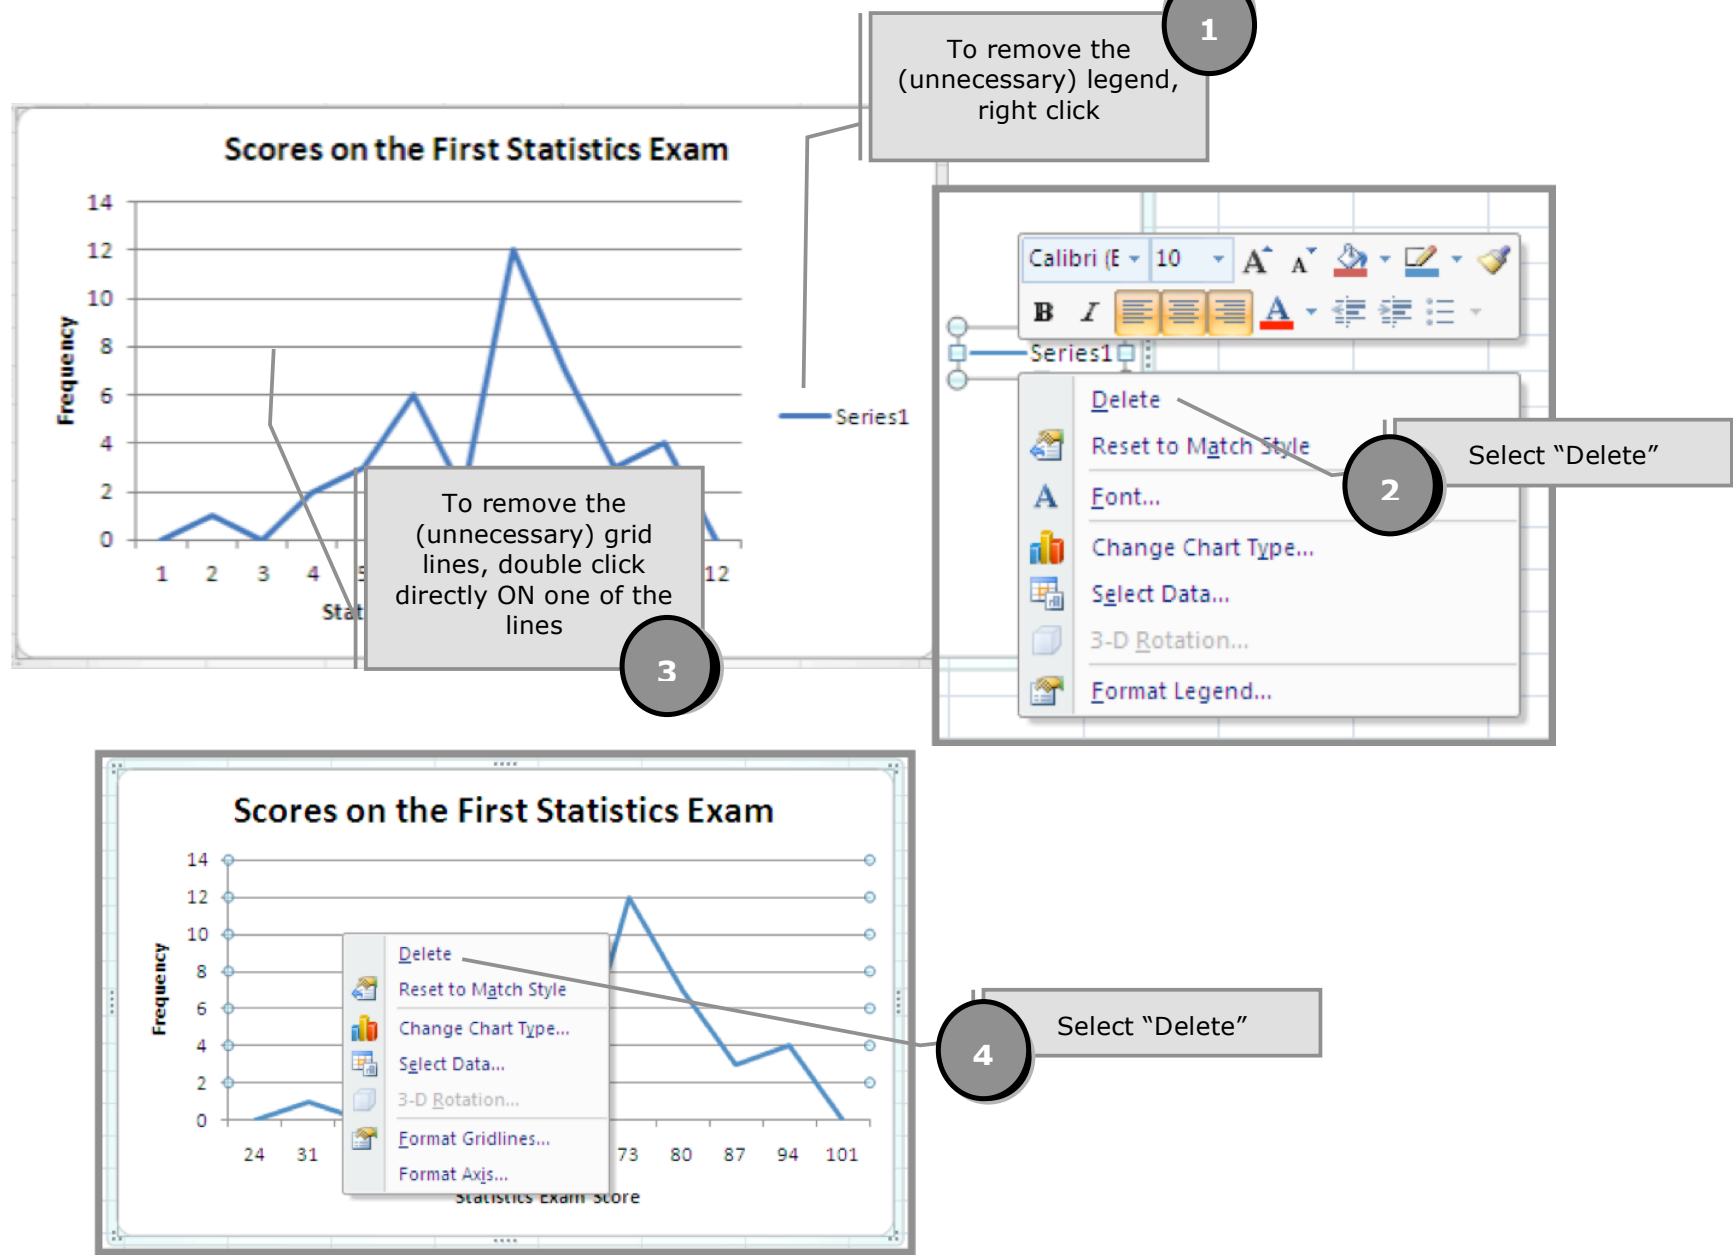 1
To remove the
(unnecessary) legend,
right click
Scores on the First Statistics Exam
14
12
10
8
6
4
2
0
Frequency
1 2 3 4 12
Series1
To remove the
(unnecessary) grid
lines, double click
directly ON one of the
lines
3
Calibri (E 10 A A
B I A
Series1
Delete
Reset to Match Style
Font...
Change Chart Type...
Select Data...
3-D Rotation...
Format Legend...
Select “Delete”
2
Scores on the First Statistics Exam
14
12
10
8
6
4
2
0
Frequency
24 31 73 80 87 94 101
Statistics Exam Score
Delete
Reset to Match Style
Change Chart Type...
Select Data...
3-D Rotation...
Format Gridlines...
Format Axis...
Select “Delete”
4